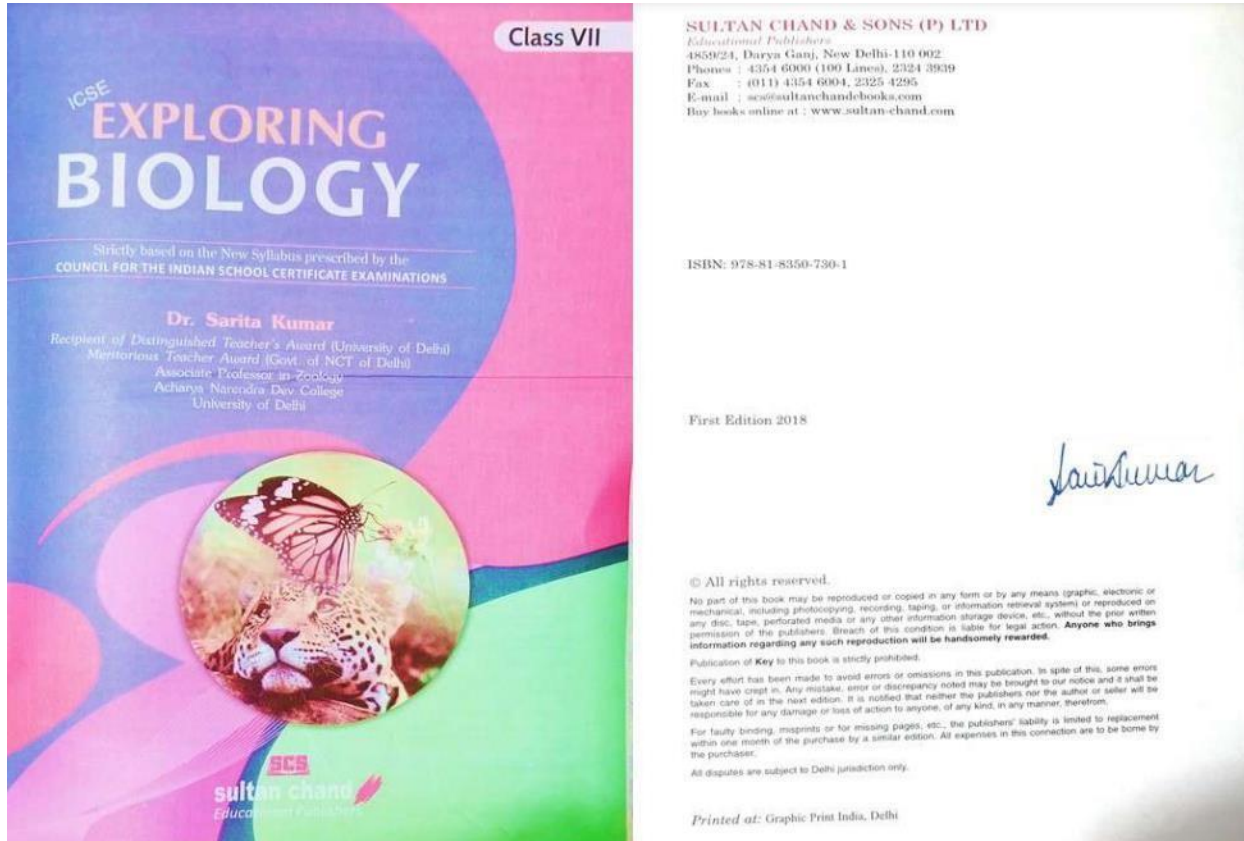 Class VII
ICSE
EXPLORING
BIOLOGY
Strictly based on the New Syllabus prescribed by the
COUNCIL FOR THE INDIAN SCHOOL CERTIFICATE EXAMINATIONS
Dr. Sarita Kumar
Recipient of Distinguished Teacher's Award (University of Delhi)
Meritorious Teacher Award (Govt. of NCT of Delhi)
Associate Professor in Zoology
Acharya Narendra Dev College
University of Delhi
SCS
sultan chand
Educational Publishers
SULTAN CHAND & SONS (P) LTD
Educational Publishers
4859/24, Darya Ganj, New Delhi-110 002
Phones : 4354 6000 (100 Lines), 2324 3939
Fax : (011) 4354 6004, 2325 4295
E-mail : scs@sultanchandebooks.com
Buy books online at : www.sultan-chand.com
ISBN: 978-81-8350-730-1
First Edition 2018
© All rights reserved.
No part of this book may be reproduced or copied in any form or by any means (graphic, electronic or
mechanical, including photocopying, recording, taping, or information retrieval system) or reproduced on
any disc, tape, perforated media or any other information storage device, etc., without the prior written
permission of the publishers. Breach of this condition is liable for legal action. Anyone who brings
information regarding any such reproduction will be handsomely rewarded.
Publication of Key to this book is strictly prohibited.
Every effort has been made to avoid errors or omissions in this publication. In spite of this, some errors
might have crept in. Any mistake, error or discrepancy noted may be brought to our notice and it shall be
taken care of in the next edition. It is notified that neither the publishers nor the author or seller will be
responsible for any damage or loss of action to anyone, of any kind, in any manner, therefrom.
For faulty binding, misprints or for missing pages, etc., the publishers' liability is limited to replacement
within one month of the purchase by a similar edition. All expenses in this connection are to be borne by
the purchaser.
All disputes are subject to Delhi jurisdiction only.
Printed at: Graphic Print India, Delhi